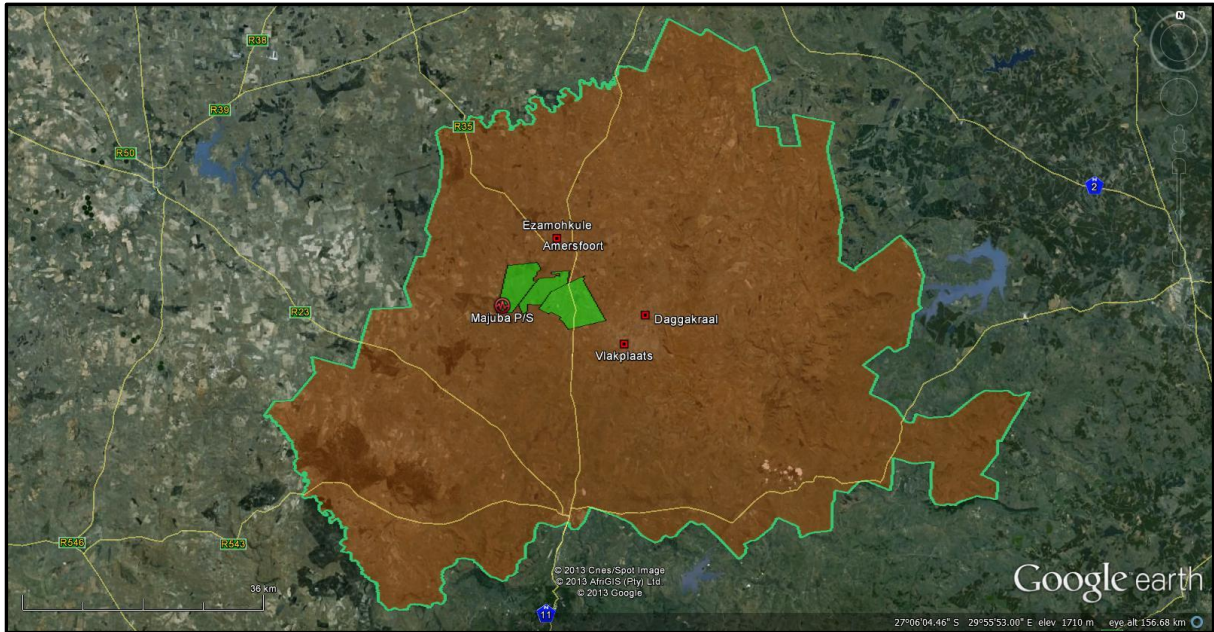 N
R38
R39
R35
R50
2
Ezamohkule
Amersfoort
R23
Majuba P/S
Daggakraal
Vlakplaats
R546
R543
36 km
© 2013 Cnes/Spot Image
© 2013 AfriGIS (Pty) Ltd.
© 2013 Google
Google earth
11
27°06'04.46" S 29°55'53.00" E elev 1710 m eye alt 156.68 km